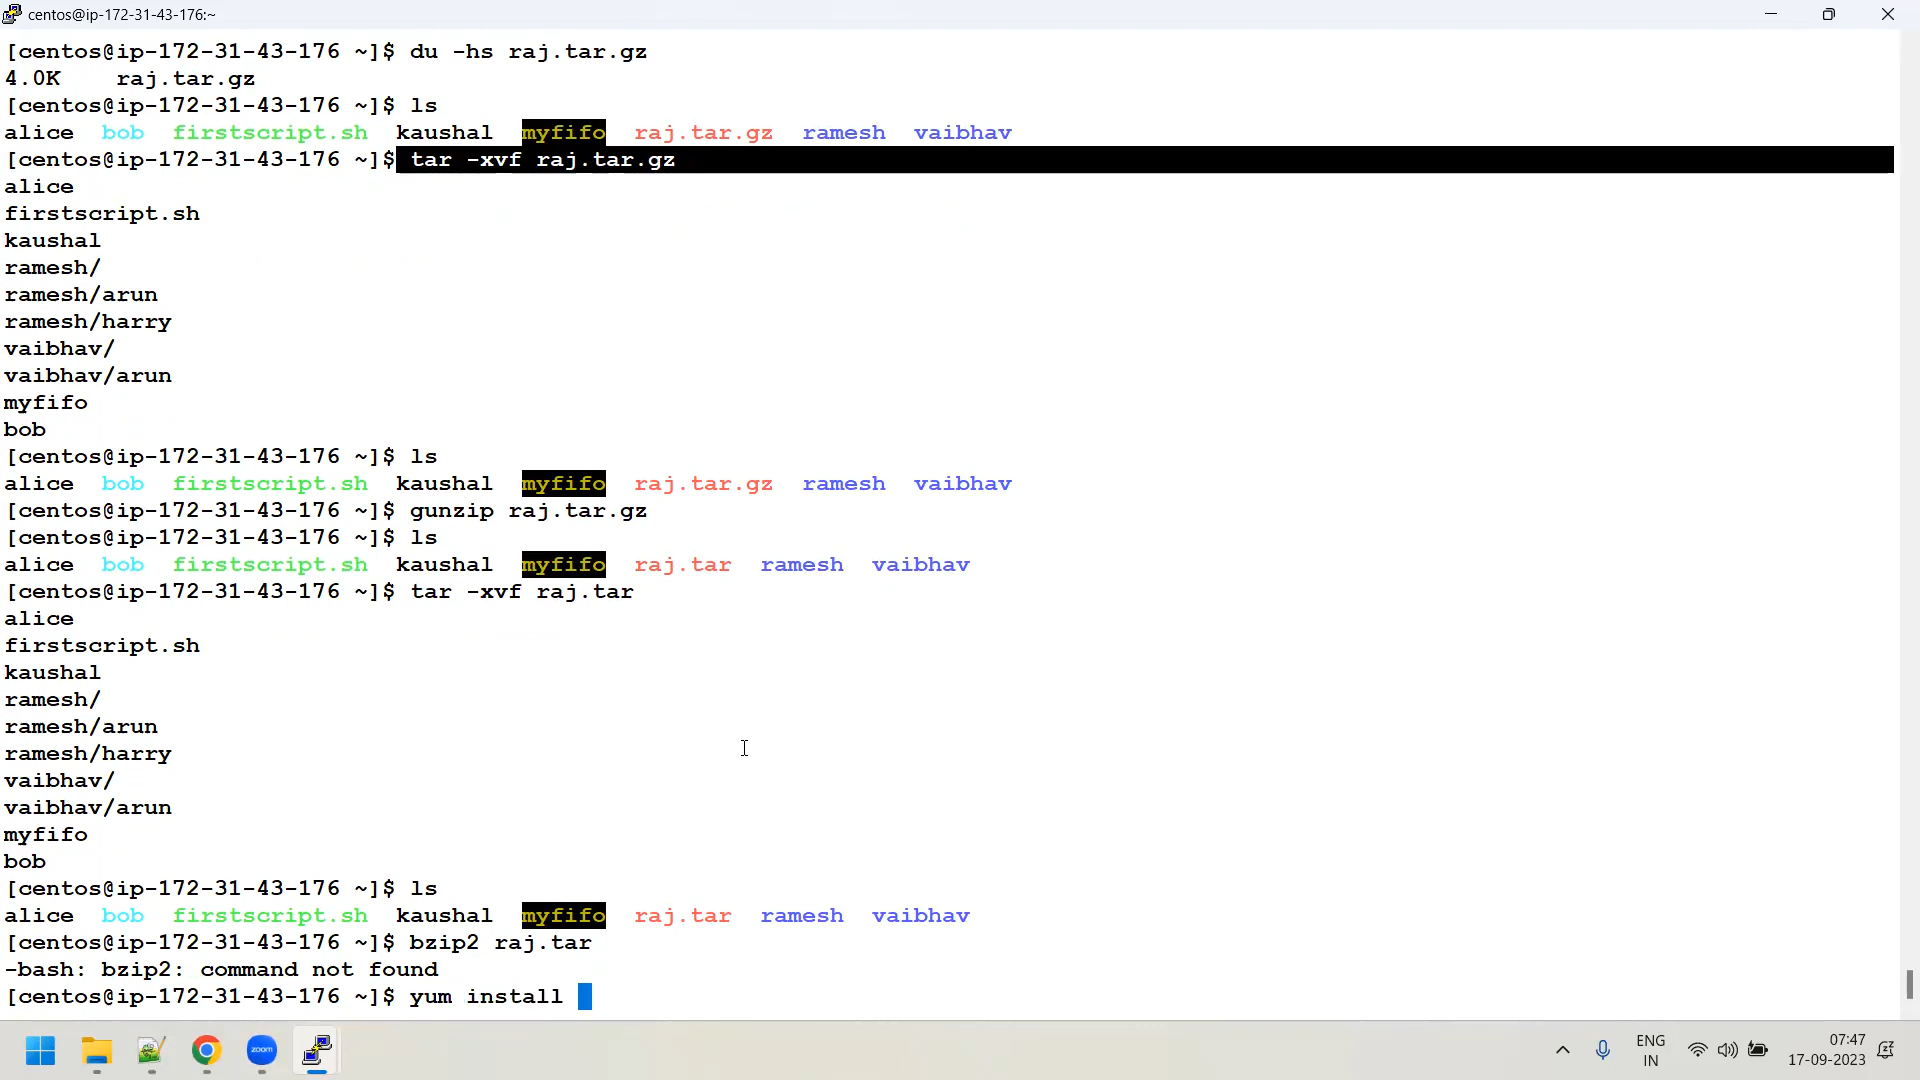 centos@ip-172-31-43-176:~
[centos@ip-172-31-43-176 ~]$ du -hs raj.tar.gz
4.0K    raj.tar.gz
[centos@ip-172-31-43-176 ~]$ ls
alice  bob  firstscript.sh  kaushal  myfifo  raj.tar.gz  ramesh  vaibhav
[centos@ip-172-31-43-176 ~]$ tar -xvf raj.tar.gz
alice
firstscript.sh
kaushal
ramesh/
ramesh/arun
ramesh/harry
vaibhav/
vaibhav/arun
myfifo
bob
[centos@ip-172-31-43-176 ~]$ ls
alice  bob  firstscript.sh  kaushal  myfifo  raj.tar.gz  ramesh  vaibhav
[centos@ip-172-31-43-176 ~]$ gunzip raj.tar.gz
[centos@ip-172-31-43-176 ~]$ ls
alice  bob  firstscript.sh  kaushal  myfifo  raj.tar  ramesh  vaibhav
[centos@ip-172-31-43-176 ~]$ tar -xvf raj.tar
alice
firstscript.sh
kaushal
ramesh/
ramesh/arun
ramesh/harry
vaibhav/
vaibhav/arun
myfifo
bob
[centos@ip-172-31-43-176 ~]$ ls
alice  bob  firstscript.sh  kaushal  myfifo  raj.tar  ramesh  vaibhav
[centos@ip-172-31-43-176 ~]$ bzip2 raj.tar
-bash: bzip2: command not found
[centos@ip-172-31-43-176 ~]$ yum install
zoom
ENG
IN
07:47
17-09-2023